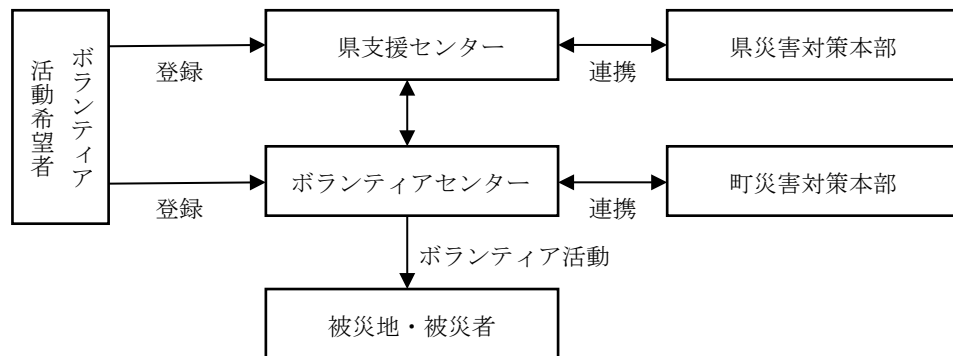 ボランティア
活動希望者
県支援センター
県災害対策本部
登録
連携
ボランティアセンター
町災害対策本部
登録
連携
ボランティア活動
被災地・被災者